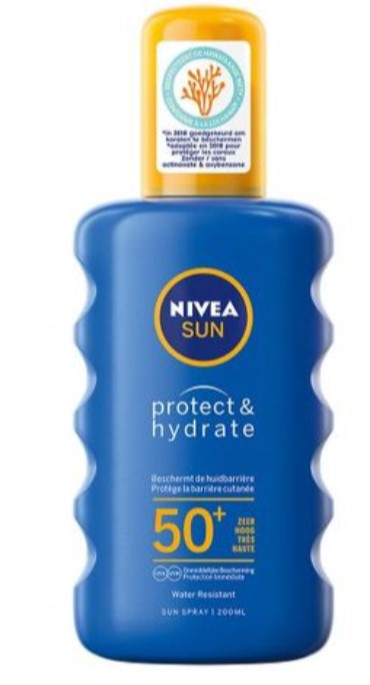 *in 2018 goedgekeurd om
koralen te beschermen
*adoptée en 2018 pour
protéger les coraux
Zonder / sans
octinoxate & oxybenzone
NIVEA
SUN
protect &
hydrate
Beschermt de huidbarrière
Protège la barrière cutanée
50+
ZEER
HOOG
TRÈS
HAUTE
UVA UVB
Onmiddellijke Bescherming
Protection Immédiate
Water Resistant
SUN SPRAY | 200ML